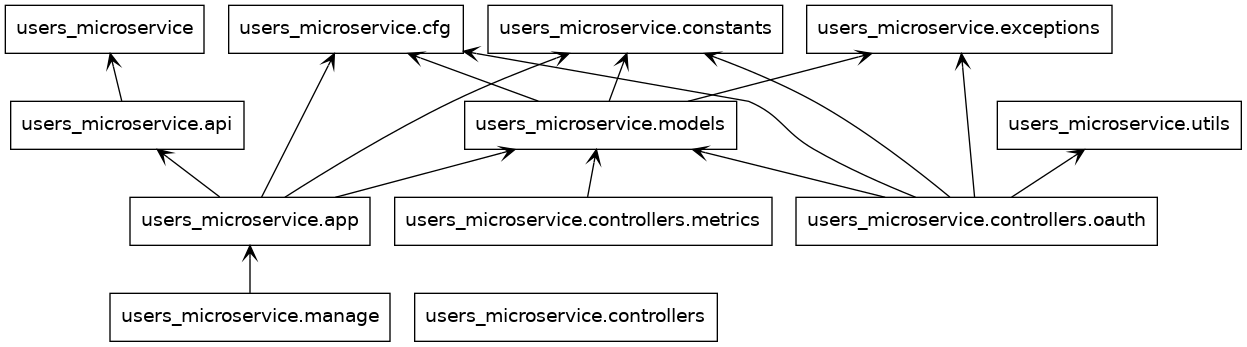 users_microservice
users_microservice.cfg
users_microservice.constants
users_microservice.exceptions
users_microservice.api
users_microservice.models
users_microservice.utils
users_microservice.app
users_microservice.controllers.metrics
users_microservice.controllers.oauth
users_microservice.manage
users_microservice.controllers